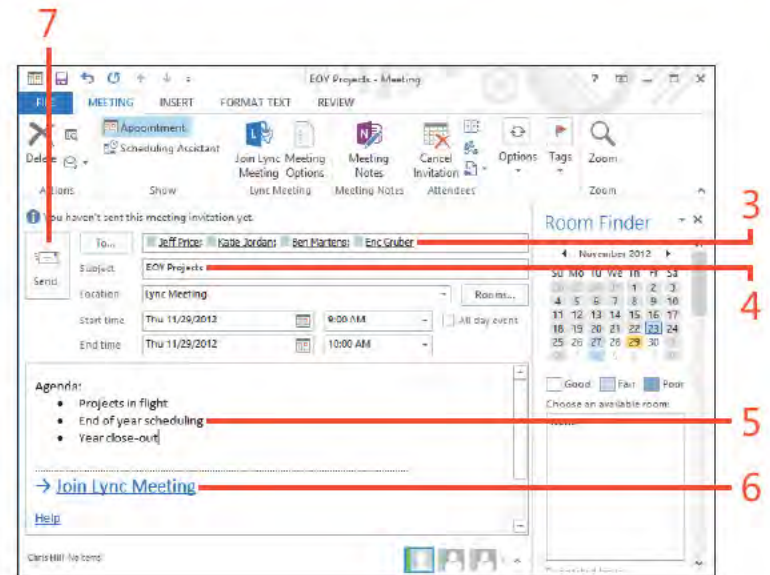 7
EOY Projects - Meeting
FILE MEETING INSERT FORMAT TEXT REVIEW
Delete
Appointment
Scheduling Assistant
Join Lync Meeting
Meeting Options
Meeting Notes
Cancel Invitation
Options
Tags
Zoom
Actions Show Lync Meeting Meeting Notes Attendees Zoom
You haven't sent this meeting invitation yet.
3
To... Jeff Price; Katie Jordan; Ben Martens; Eric Gruber
Send
4
Subject EOY Projects
Location Lync Meeting Rooms...
Start time Thu 11/29/2012 9:00 AM All day event
End time Thu 11/29/2012 10:00 AM
Room Finder
November 2012
Su Mo Tu We Th Fr Sa
1 2 3
4 5 6 7 8 9 10
11 12 13 14 15 16 17
18 19 20 21 22 23 24
25 26 27 28 29 30
Good Fair Poor
Choose an available room:
Agenda:
• Projects in flight
• End of year scheduling
• Year close-out
5
→ Join Lync Meeting
6
Help
Chris Hill No items